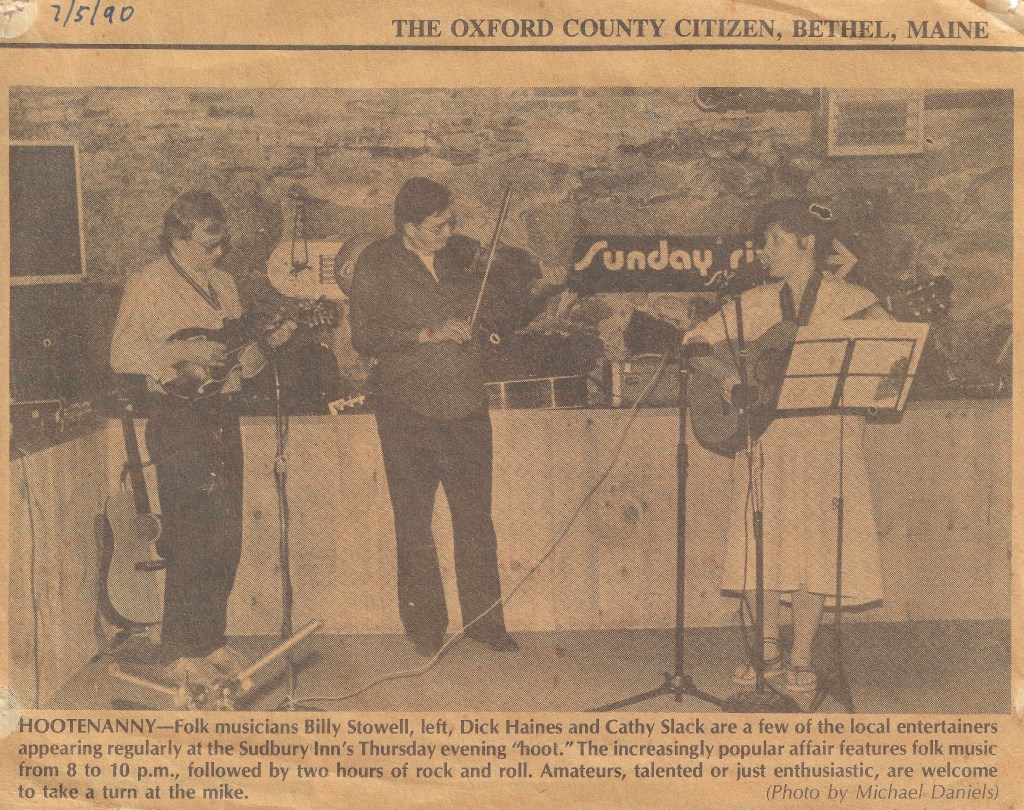 7/5/90
THE OXFORD COUNTY CITIZEN, BETHEL, MAINE
Sunday ri
HOOTENANNY—Folk musicians Billy Stowell, left, Dick Haines and Cathy Slack are a few of the local entertainers
appearing regularly at the Sudbury Inn's Thursday evening "hoot." The increasingly popular affair features folk music
from 8 to 10 p.m., followed by two hours of rock and roll. Amateurs, talented or just enthusiastic, are welcome
to take a turn at the mike. (Photo by Michael Daniels)